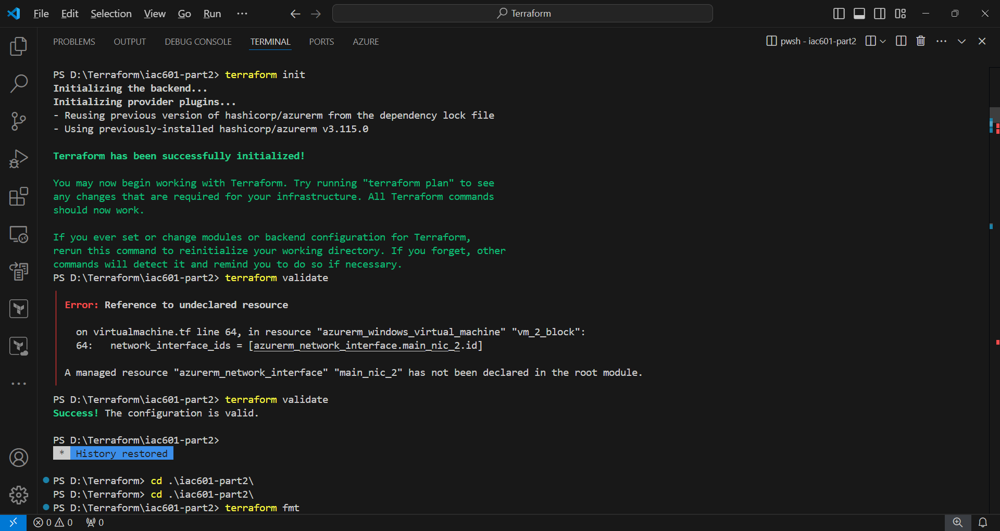 File Edit Selection View Go Run ··· Terraform
PROBLEMS OUTPUT DEBUG CONSOLE TERMINAL PORTS AZURE pwsh - iac601-part2
PS D:\Terraform\iac601-part2> terraform init
Initializing the backend...
Initializing provider plugins...
- Reusing previous version of hashicorp/azurerm from the dependency lock file
- Using previously-installed hashicorp/azurerm v3.115.0
Terraform has been successfully initialized!
You may now begin working with Terraform. Try running "terraform plan" to see
any changes that are required for your infrastructure. All Terraform commands
should now work.
If you ever set or change modules or backend configuration for Terraform,
rerun this command to reinitialize your working directory. If you forget, other
commands will detect it and remind you to do so if necessary.
PS D:\Terraform\iac601-part2> terraform validate
Error: Reference to undeclared resource
on virtualmachine.tf line 64, in resource "azurerm_windows_virtual_machine" "vm_2_block":
64: network_interface_ids = [azurerm_network_interface.main_nic_2.id]
A managed resource "azurerm_network_interface" "main_nic_2" has not been declared in the root module.
PS D:\Terraform\iac601-part2> terraform validate
Success! The configuration is valid.
PS D:\Terraform\iac601-part2>
* History restored
PS D:\Terraform> cd .\iac601-part2\
PS D:\Terraform> cd .\iac601-part2\
PS D:\Terraform\iac601-part2> terraform fmt
0 0 0